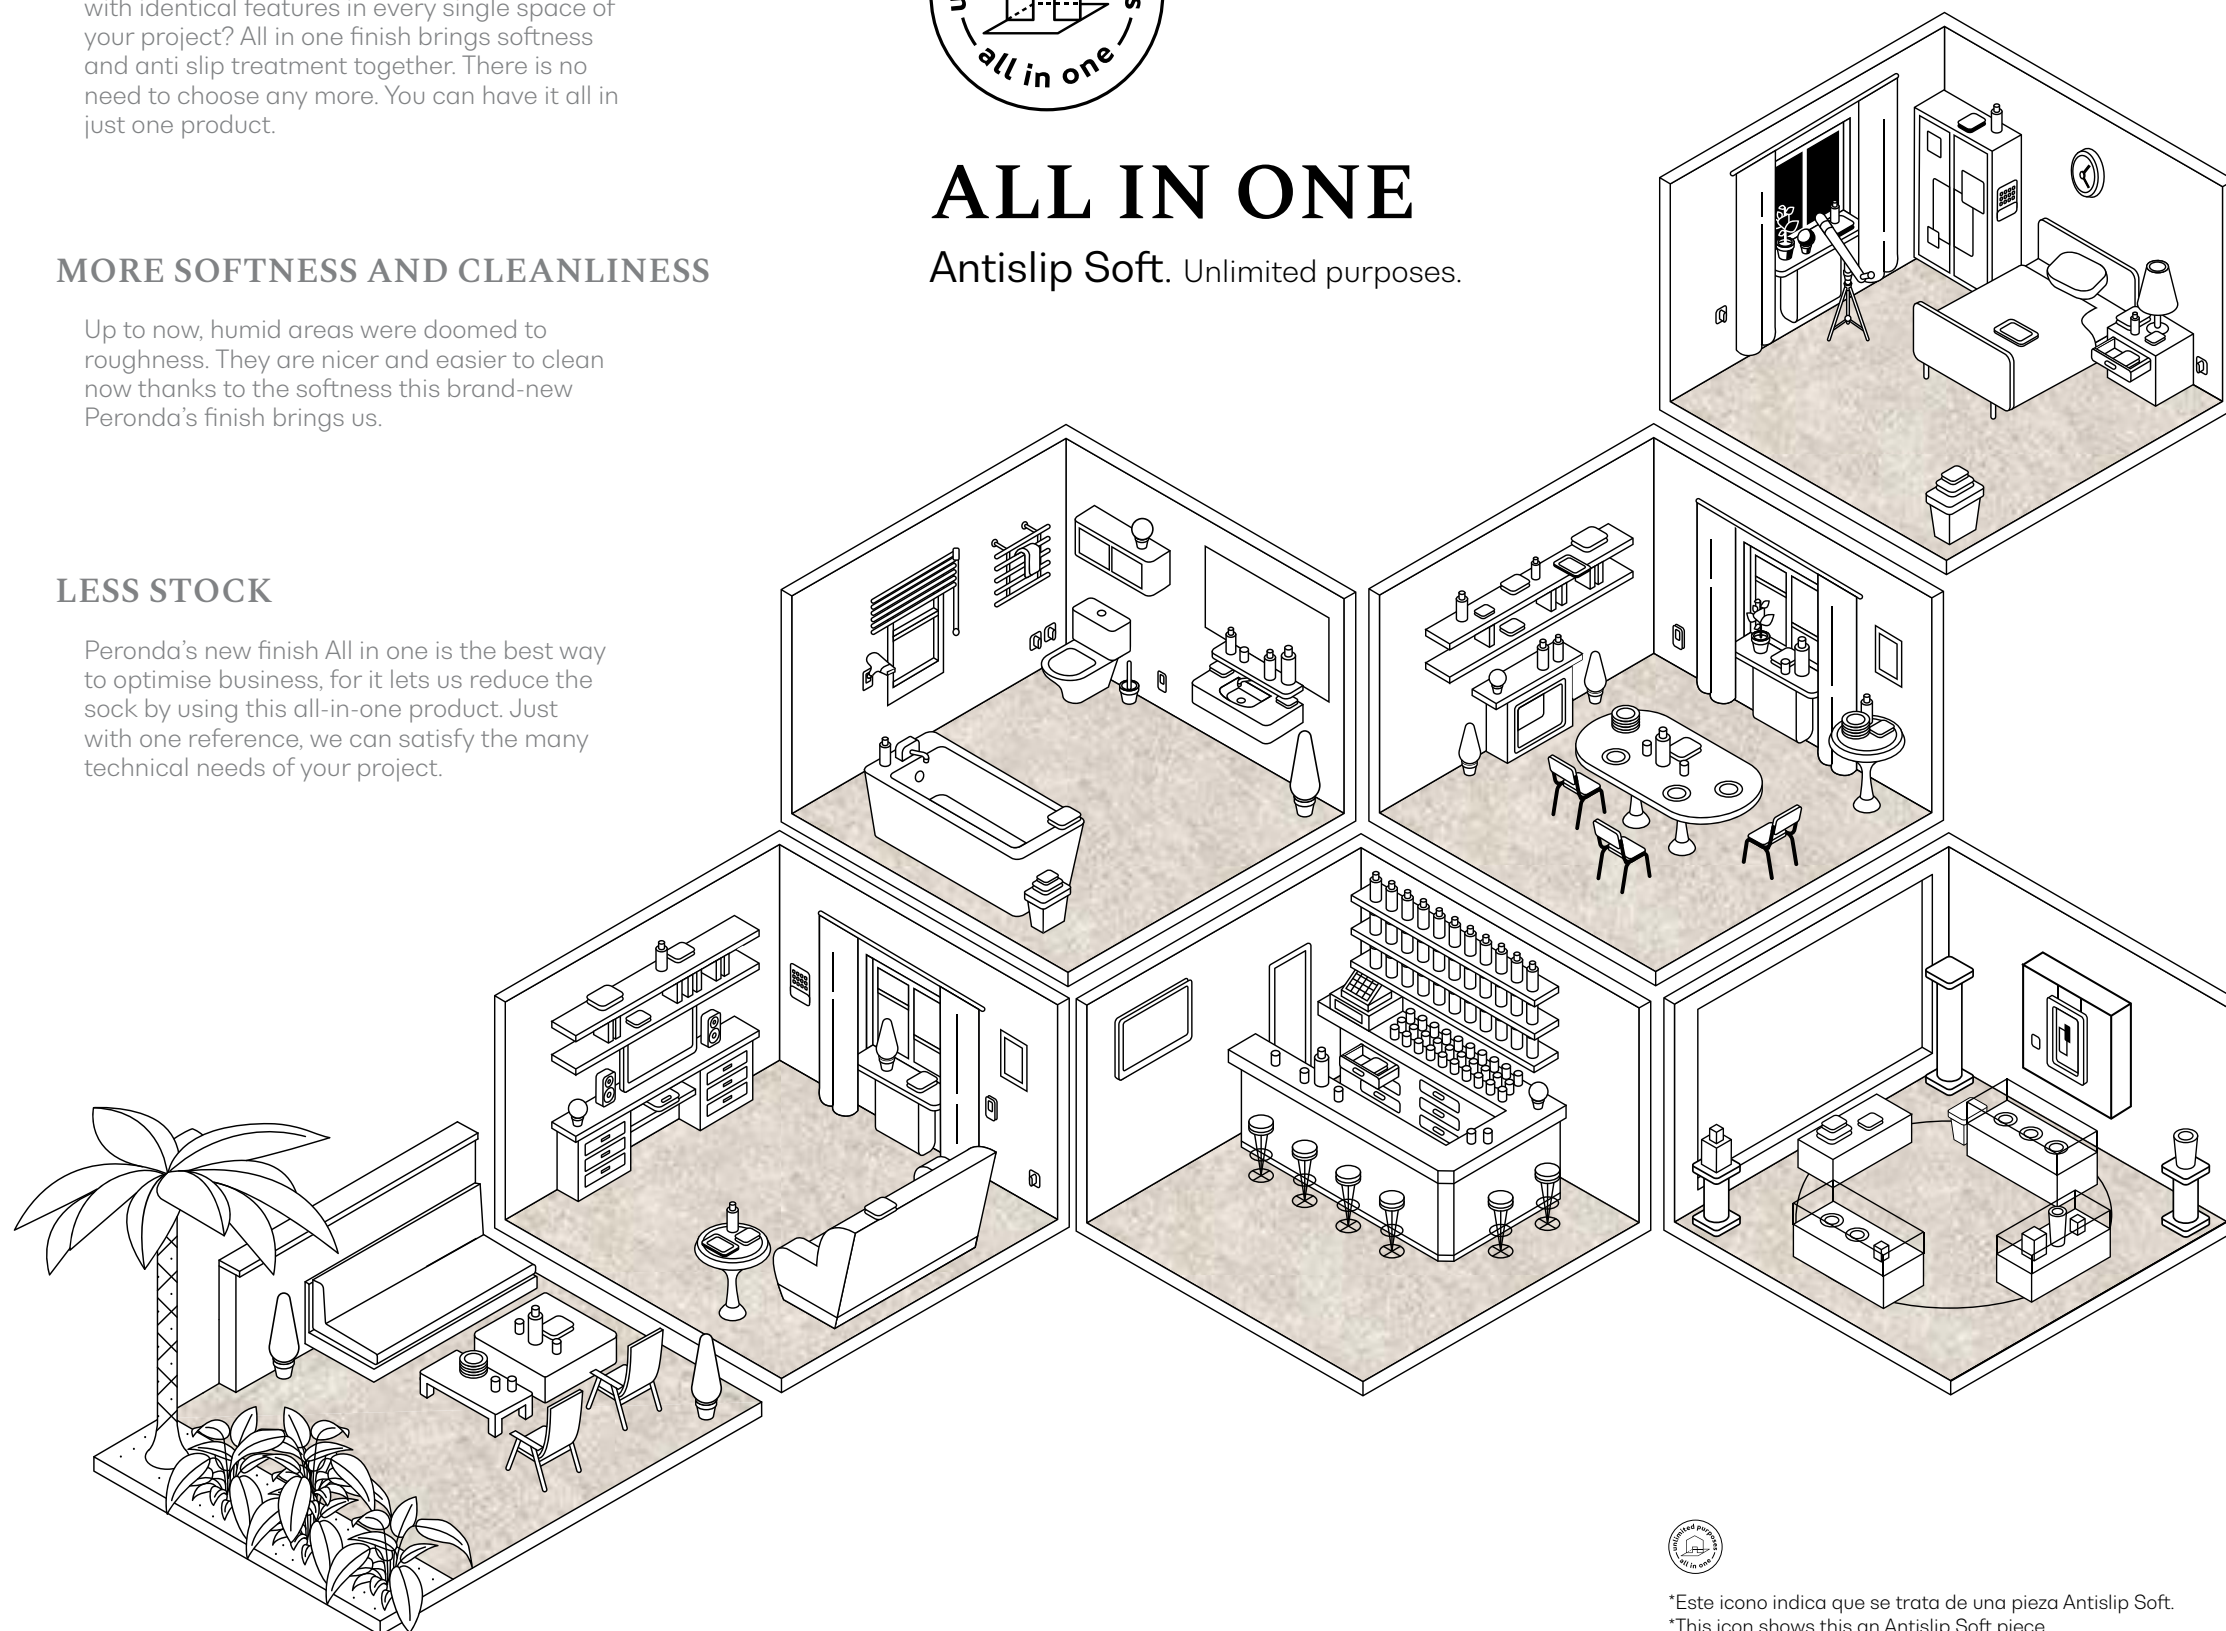 with identical features in every single space of
your project? All in one finish brings softness
and anti slip treatment together. There is no
need to choose any more. You can have it all in
just one product.
MORE SOFTNESS AND CLEANLINESS
Up to now, humid areas were doomed to
roughness. They are nicer and easier to clean
now thanks to the softness this brand-new
Peronda’s finish brings us.
LESS STOCK
Peronda’s new finish All in one is the best way
to optimise business, for it lets us reduce the
sock by using this all-in-one product. Just
with one reference, we can satisfy the many
technical needs of your project.
all in one
ALL IN ONE
Antislip Soft. Unlimited purposes.
unlimited purposes
all in one
*Este icono indica que se trata de una pieza Antislip Soft.
*This icon shows this an Antislip Soft piece.